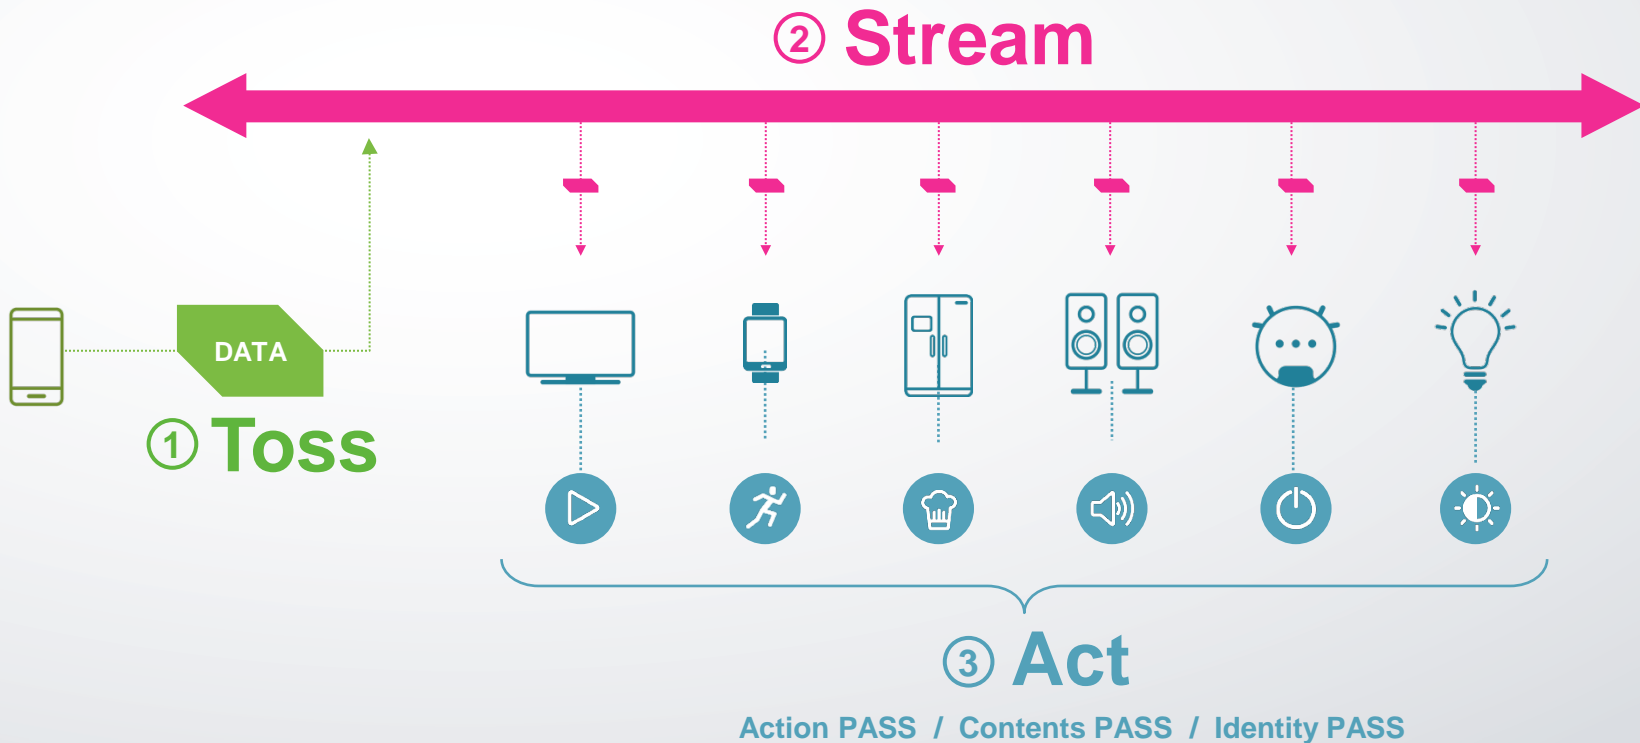 ② Stream
DATA
① Toss
③ Act
Action PASS / Contents PASS / Identity PASS